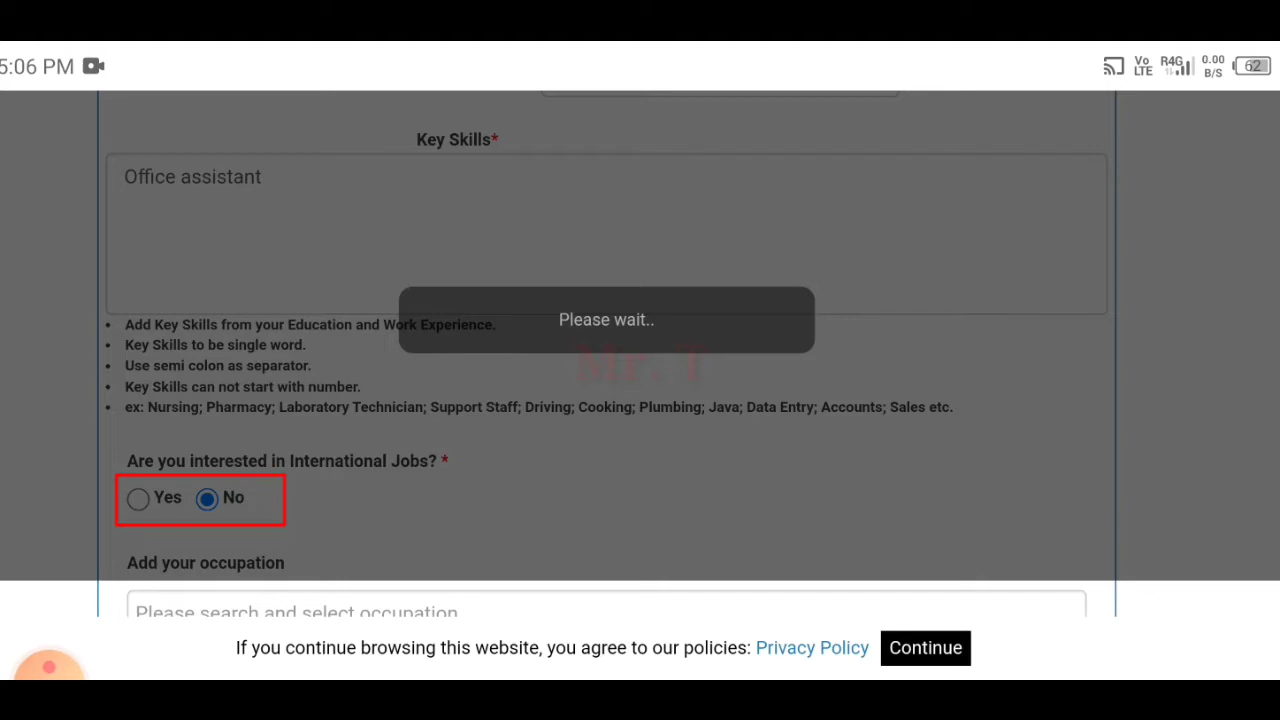 5:06 PM
Vo LTE R4G 0.00 B/S 62
Key Skills*
Office assistant
Please wait..
• Add Key Skills from your Education and Work Experience.
• Key Skills to be single word.
• Use semi colon as separator.
• Key Skills can not start with number.
• ex: Nursing; Pharmacy; Laboratory Technician; Support Staff; Driving; Cooking; Plumbing; Java; Data Entry; Accounts; Sales etc.
Mr. T
Are you interested in International Jobs? *
Yes No
Add your occupation
Please search and select occupation
If you continue browsing this website, you agree to our policies: Privacy Policy Continue